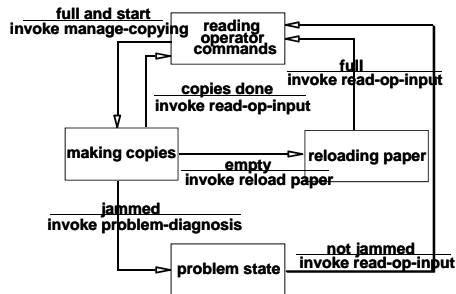 full and start
invoke manage-copying
reading
operator
commands
full
invoke read-op-input
copies done
invoke read-op-input
making copies
reloading paper
empty
invoke reload paper
jammed
invoke problem-diagnosis
not jammed
invoke read-op-input
problem state